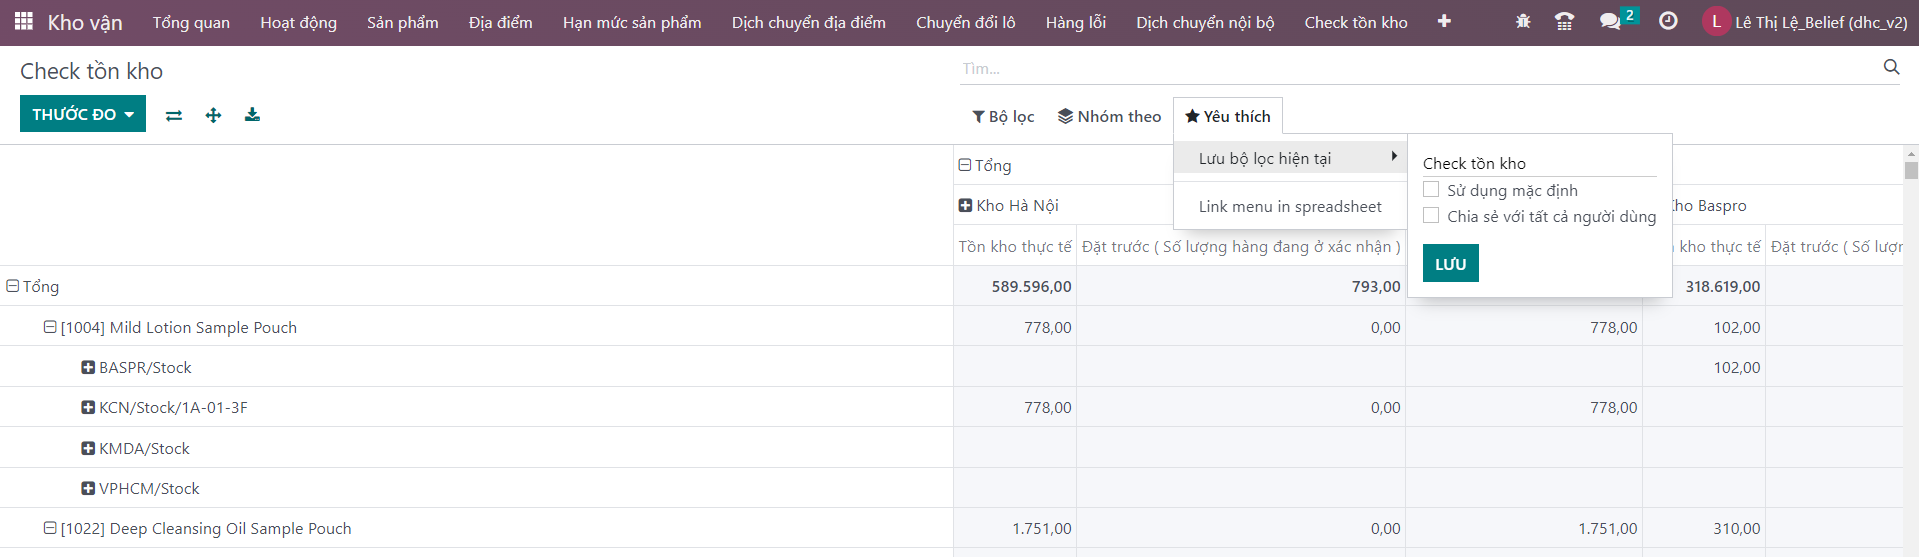 Kho vận Tổng quan Hoạt động Sản phẩm Địa điểm Hạn mức sản phẩm Dịch chuyển địa điểm Chuyển đổi lô Hàng lỗi Dịch chuyển nội bộ Check tồn kho 2 L Lê Thị Lệ_Belief (dhc_v2)
Check tồn kho
Tìm...
THƯỚC ĐO
Bộ lọc Nhóm theo Yêu thích
Lưu bộ lọc hiện tại
Link menu in spreadsheet
Check tồn kho
Sử dụng mặc định
Chia sẻ với tất cả người dùng
LƯU
Tổng
Kho Hà Nội ho Baspro
Tồn kho thực tế Đặt trước ( Số lượng hàng đang ở xác nhận ) kho thực tế Đặt trước ( Số lượn
Tổng 589.596,00 793,00 318.619,00
[1004] Mild Lotion Sample Pouch 778,00 0,00 778,00 102,00
BASPR/Stock 102,00
KCN/Stock/1A-01-3F 778,00 0,00 778,00
KMDA/Stock
VPHCM/Stock
[1022] Deep Cleansing Oil Sample Pouch 1.751,00 0,00 1.751,00 310,00